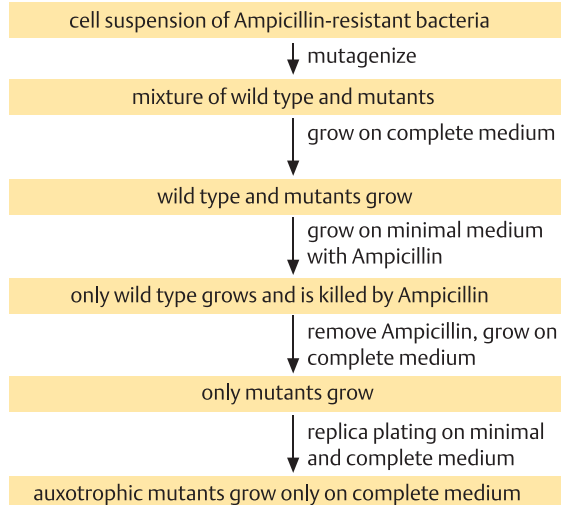 cell suspension of Ampicillin-resistant bacteria
mutagenize
mixture of wild type and mutants
grow on complete medium
wild type and mutants grow
grow on minimal medium
with Ampicillin
only wild type grows and is killed by Ampicillin
remove Ampicillin, grow on
complete medium
only mutants grow
replica plating on minimal
and complete medium
auxotrophic mutants grow only on complete medium